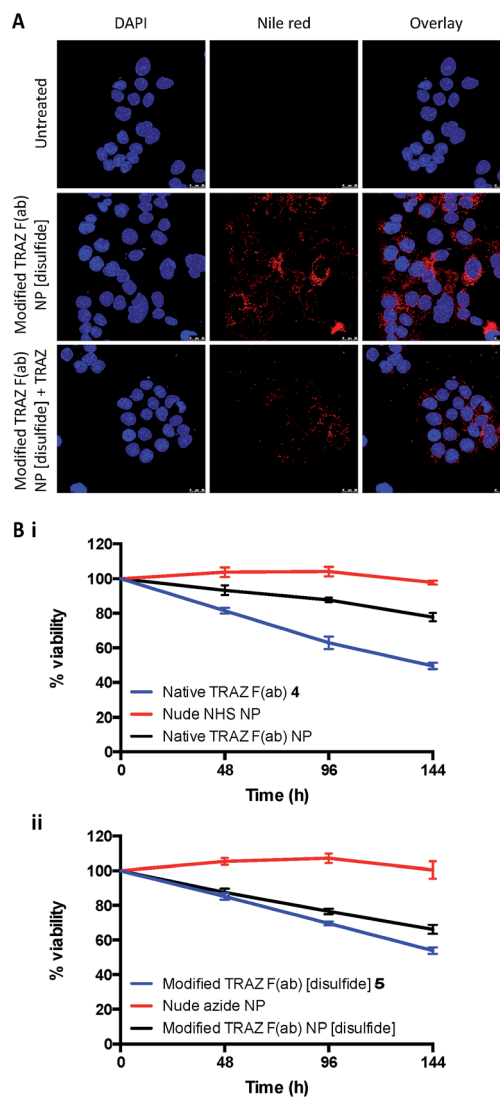 A
DAPI Nile red Overlay
Untreated
Modified TRAZ F(ab)
NP [disulfide]
Modified TRAZ F(ab)
NP [disulfide] + TRAZ
B i
120
100
80
60
40
20
0
% viability
Native TRAZ F(ab) 4
Nude NHS NP
Native TRAZ F(ab) NP
0 48 96 144
Time (h)
ii
120
100
80
60
40
20
0
% viability
Modified TRAZ F(ab) [disulfide] 5
Nude azide NP
Modified TRAZ F(ab) NP [disulfide]
0 48 96 144
Time (h)